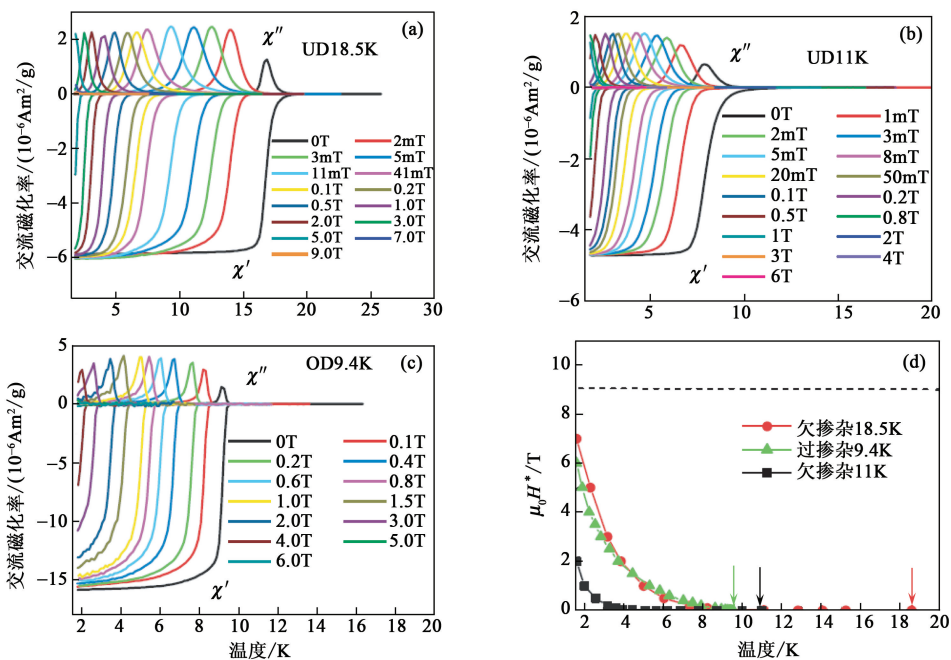 (a)
UD18.5K
χ″
χ′
交流磁化率/(10⁻⁶Am²/g)
2
0
−2
−4
−6
0T 2mT
3mT 5mT
11mT 41mT
0.1T 0.2T
0.5T 1.0T
2.0T 3.0T
5.0T 7.0T
9.0T
5 10 15 20 25 30
(b)
UD11K
χ″
χ′
交流磁化率/(10⁻⁶Am²/g)
2
0
−2
−4
−6
0T 1mT
2mT 3mT
5mT 8mT
20mT 50mT
0.1T 0.2T
0.5T 0.8T
1T 2T
3T 4T
6T
5 10 15 20
(c)
OD9.4K
χ″
χ′
交流磁化率/(10⁻⁶Am²/g)
5
0
−5
−10
−15
0T 0.1T
0.2T 0.4T
0.6T 0.8T
1.0T 1.5T
2.0T 3.0T
4.0T 5.0T
6.0T
2 4 6 8 10 12 14 16 18 20
温度/K
(d)
μ₀H*/T
10
8
6
4
2
0
欠掺杂18.5K
过掺杂9.4K
欠掺杂11K
2 4 6 8 10 12 14 16 18 20
温度/K